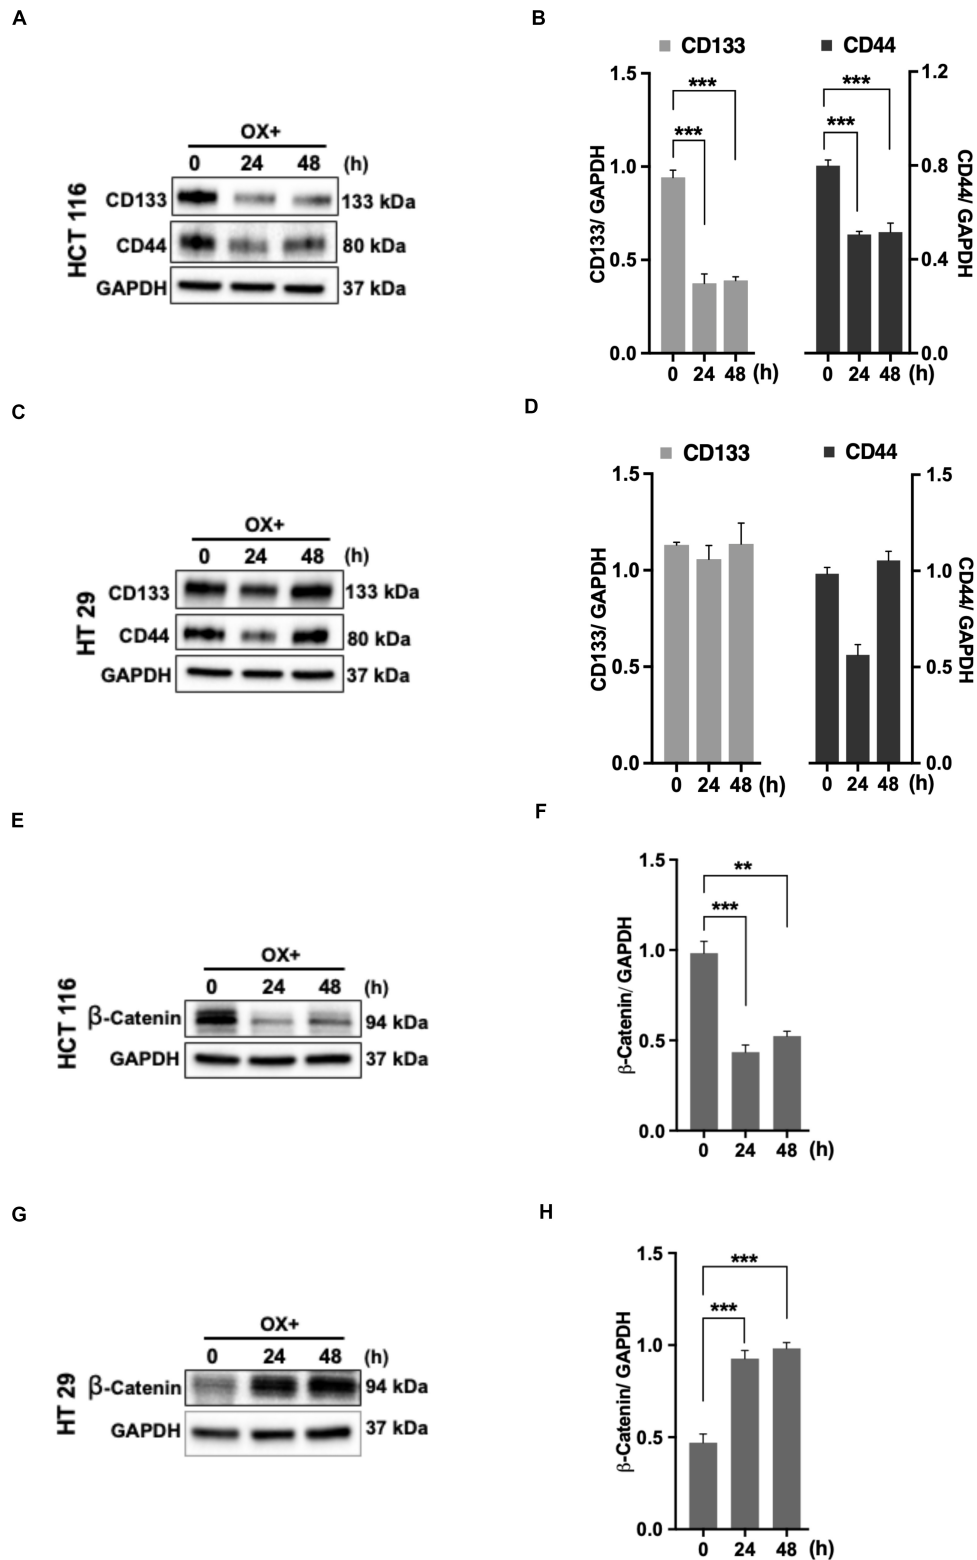 A
OX+
0 24 48 (h)
HCT 116
CD133 133 kDa
CD44 80 kDa
GAPDH 37 kDa
B
CD133 CD44
*** ***
*** ***
CD133/ GAPDH
1.5
1.0
0.5
0.0
0 24 48 (h)
CD44/ GAPDH
1.2
0.8
0.4
0.0
0 24 48 (h)
C
OX+
0 24 48 (h)
HT 29
CD133 133 kDa
CD44 80 kDa
GAPDH 37 kDa
D
CD133 CD44
CD133/ GAPDH
1.5
1.0
0.5
0.0
0 24 48 (h)
CD44/ GAPDH
1.5
1.0
0.5
0.0
0 24 48 (h)
E
OX+
0 24 48 (h)
HCT 116
β-Catenin 94 kDa
GAPDH 37 kDa
F
**
***
β-Catenin/ GAPDH
1.5
1.0
0.5
0.0
0 24 48 (h)
G
OX+
0 24 48 (h)
HT 29
β-Catenin 94 kDa
GAPDH 37 kDa
H
***
***
β-Catenin/ GAPDH
1.5
1.0
0.5
0.0
0 24 48 (h)